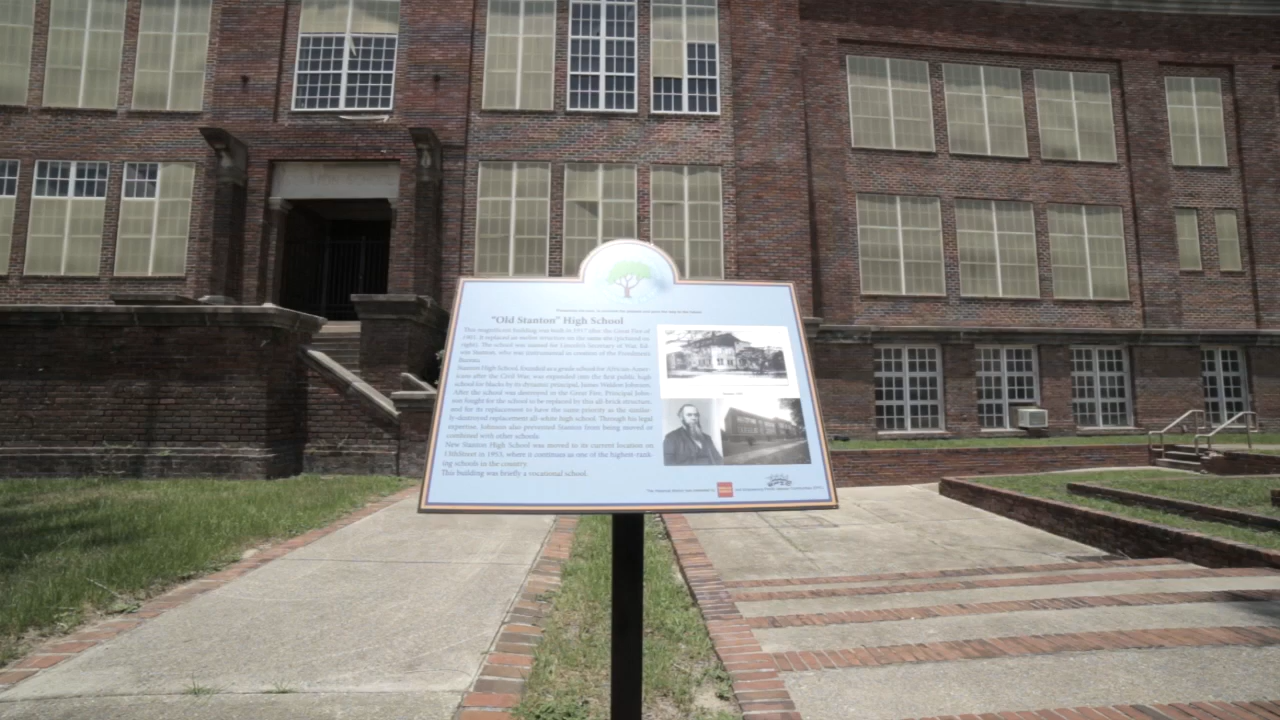 "Old Stanton" High School
This magnificent building was built in 1917 after the Great Fire of
1901. It replaced an earlier structure on the same site (pictured on
right). The school was named for Lincoln's Secretary of War, Ed-
win Stanton, who was instrumental in creation of the Freedmen's
Bureau.
Stanton High School, founded as a grade school for African Amer-
icans after the Civil War, was expanded into the first public high
school for blacks by its dynamic principal, James Weldon Johnson.
After the school was destroyed in the Great Fire, Principal John-
son fought for the school to be replaced by this all-brick structure,
and for its replacement to have the same priority as the similar-
ly-destroyed replacement all-white high school. Through his legal
expertise, Johnson also prevented Stanton from being moved or
combined with other schools.
New Stanton High School was moved to its current location on
13thStreet in 1953, where it continues as one of the highest-rank-
ing schools in the country.
This building was briefly a vocational school.